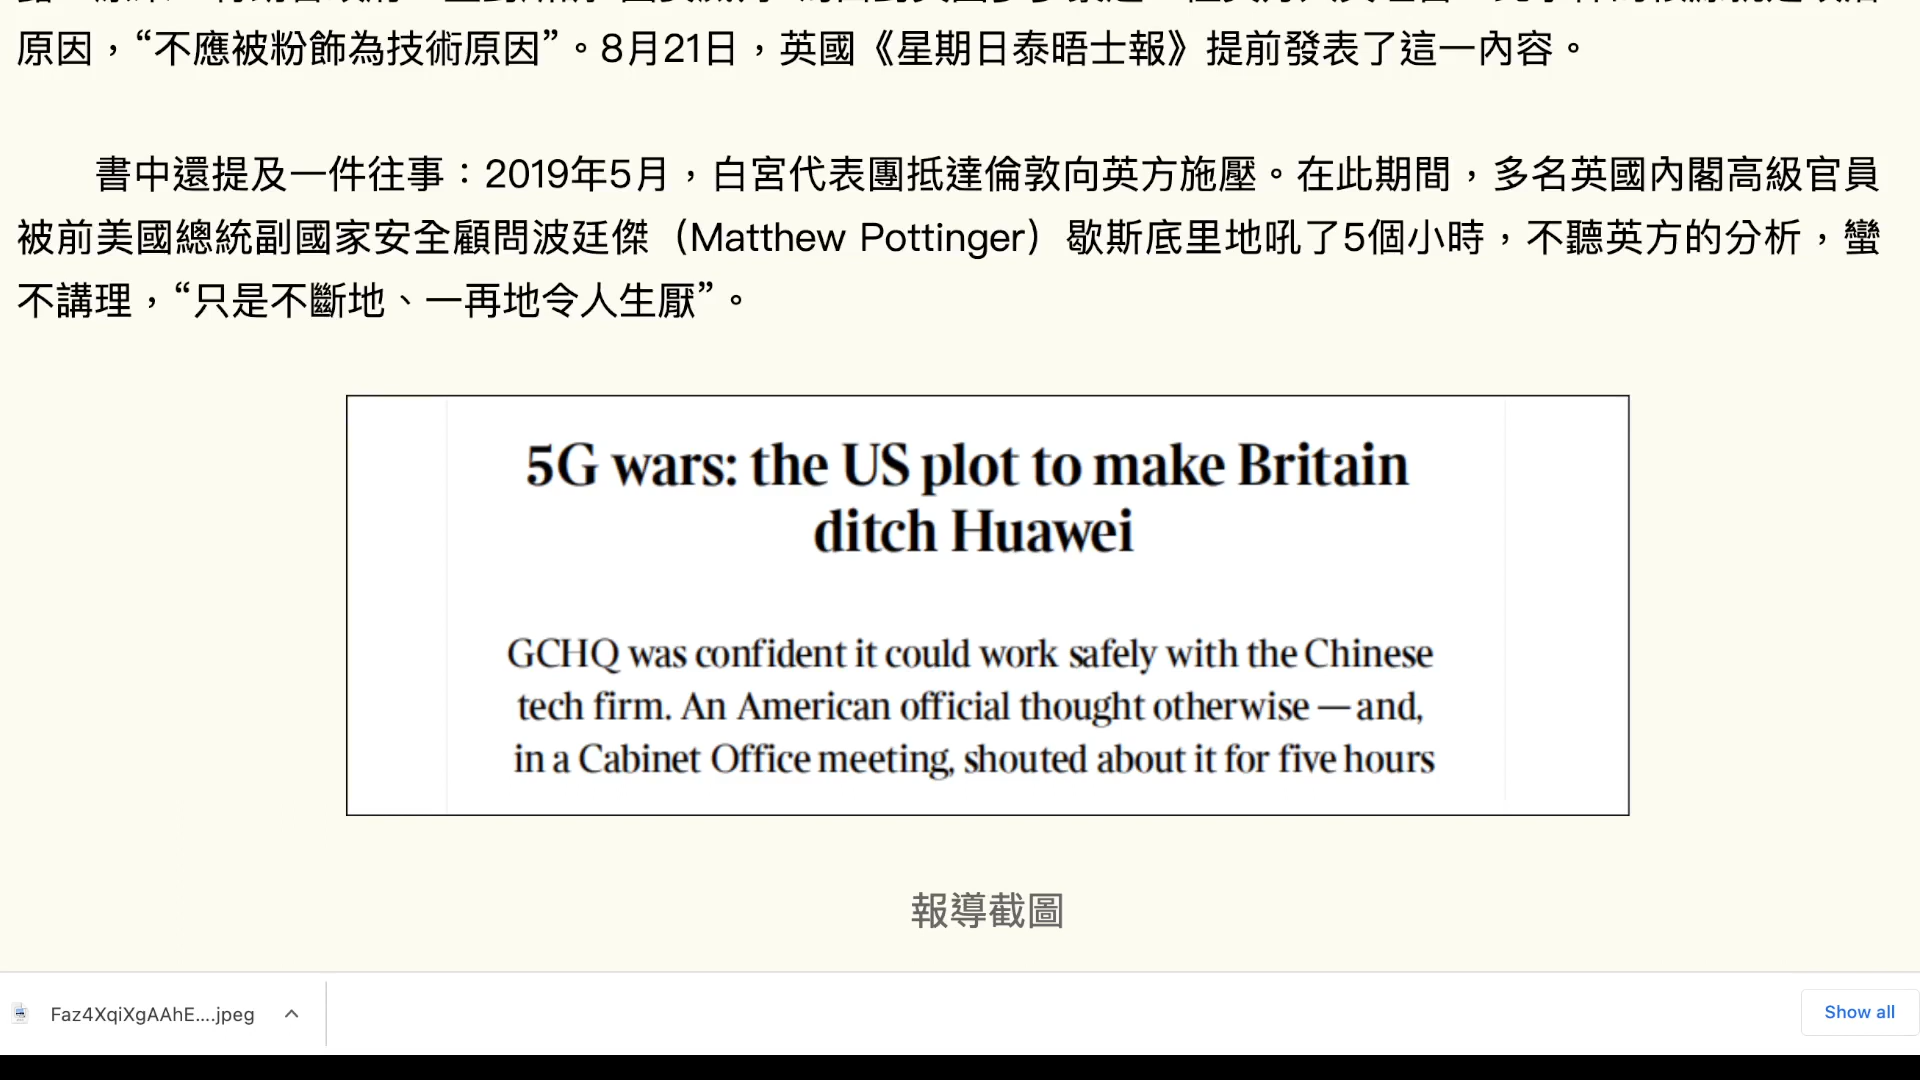 原因，“不應被粉飾為技術原因”。8月21日，英國《星期日泰晤士報》提前發表了這一內容。
書中還提及一件往事：2019年5月，白宮代表團抵達倫敦向英方施壓。在此期間，多名英國內閣高級官員
被前美國總統副國家安全顧問波廷傑（Matthew Pottinger）歇斯底里地吼了5個小時，不聽英方的分析，蠻
不講理，“只是不斷地、一再地令人生厭”。
5G wars: the US plot to make Britain
ditch Huawei
GCHQ was confident it could work safely with the Chinese
tech firm. An American official thought otherwise — and,
in a Cabinet Office meeting, shouted about it for five hours
報導截圖
Faz4XqiXgAAhE....jpeg
Show all